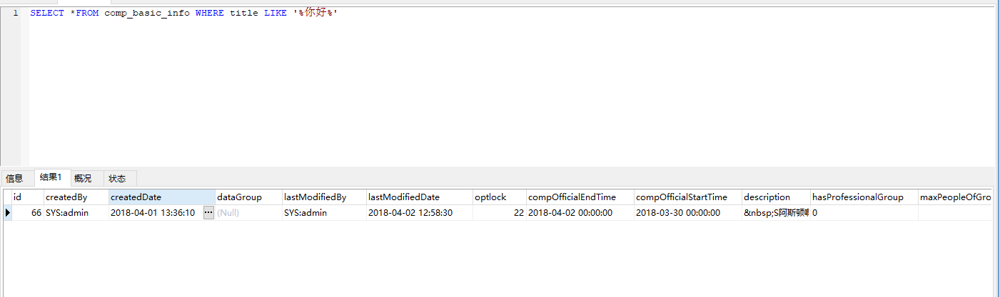 1 SELECT *FROM comp_basic_info WHERE title LIKE '%你好%'
信息 结果1 概况 状态
id createdBy createdDate dataGroup lastModifiedBy lastModifiedDate optlock compOfficialEndTime compOfficialStartTime description hasProfessionalGroup maxPeopleOfGro
66 SYS:admin 2018-04-01 13:36:10 ... (Null) SYS:admin 2018-04-02 12:58:30 22 2018-04-02 00:00:00 2018-03-30 00:00:00 &nbsp;S阿斯顿 0